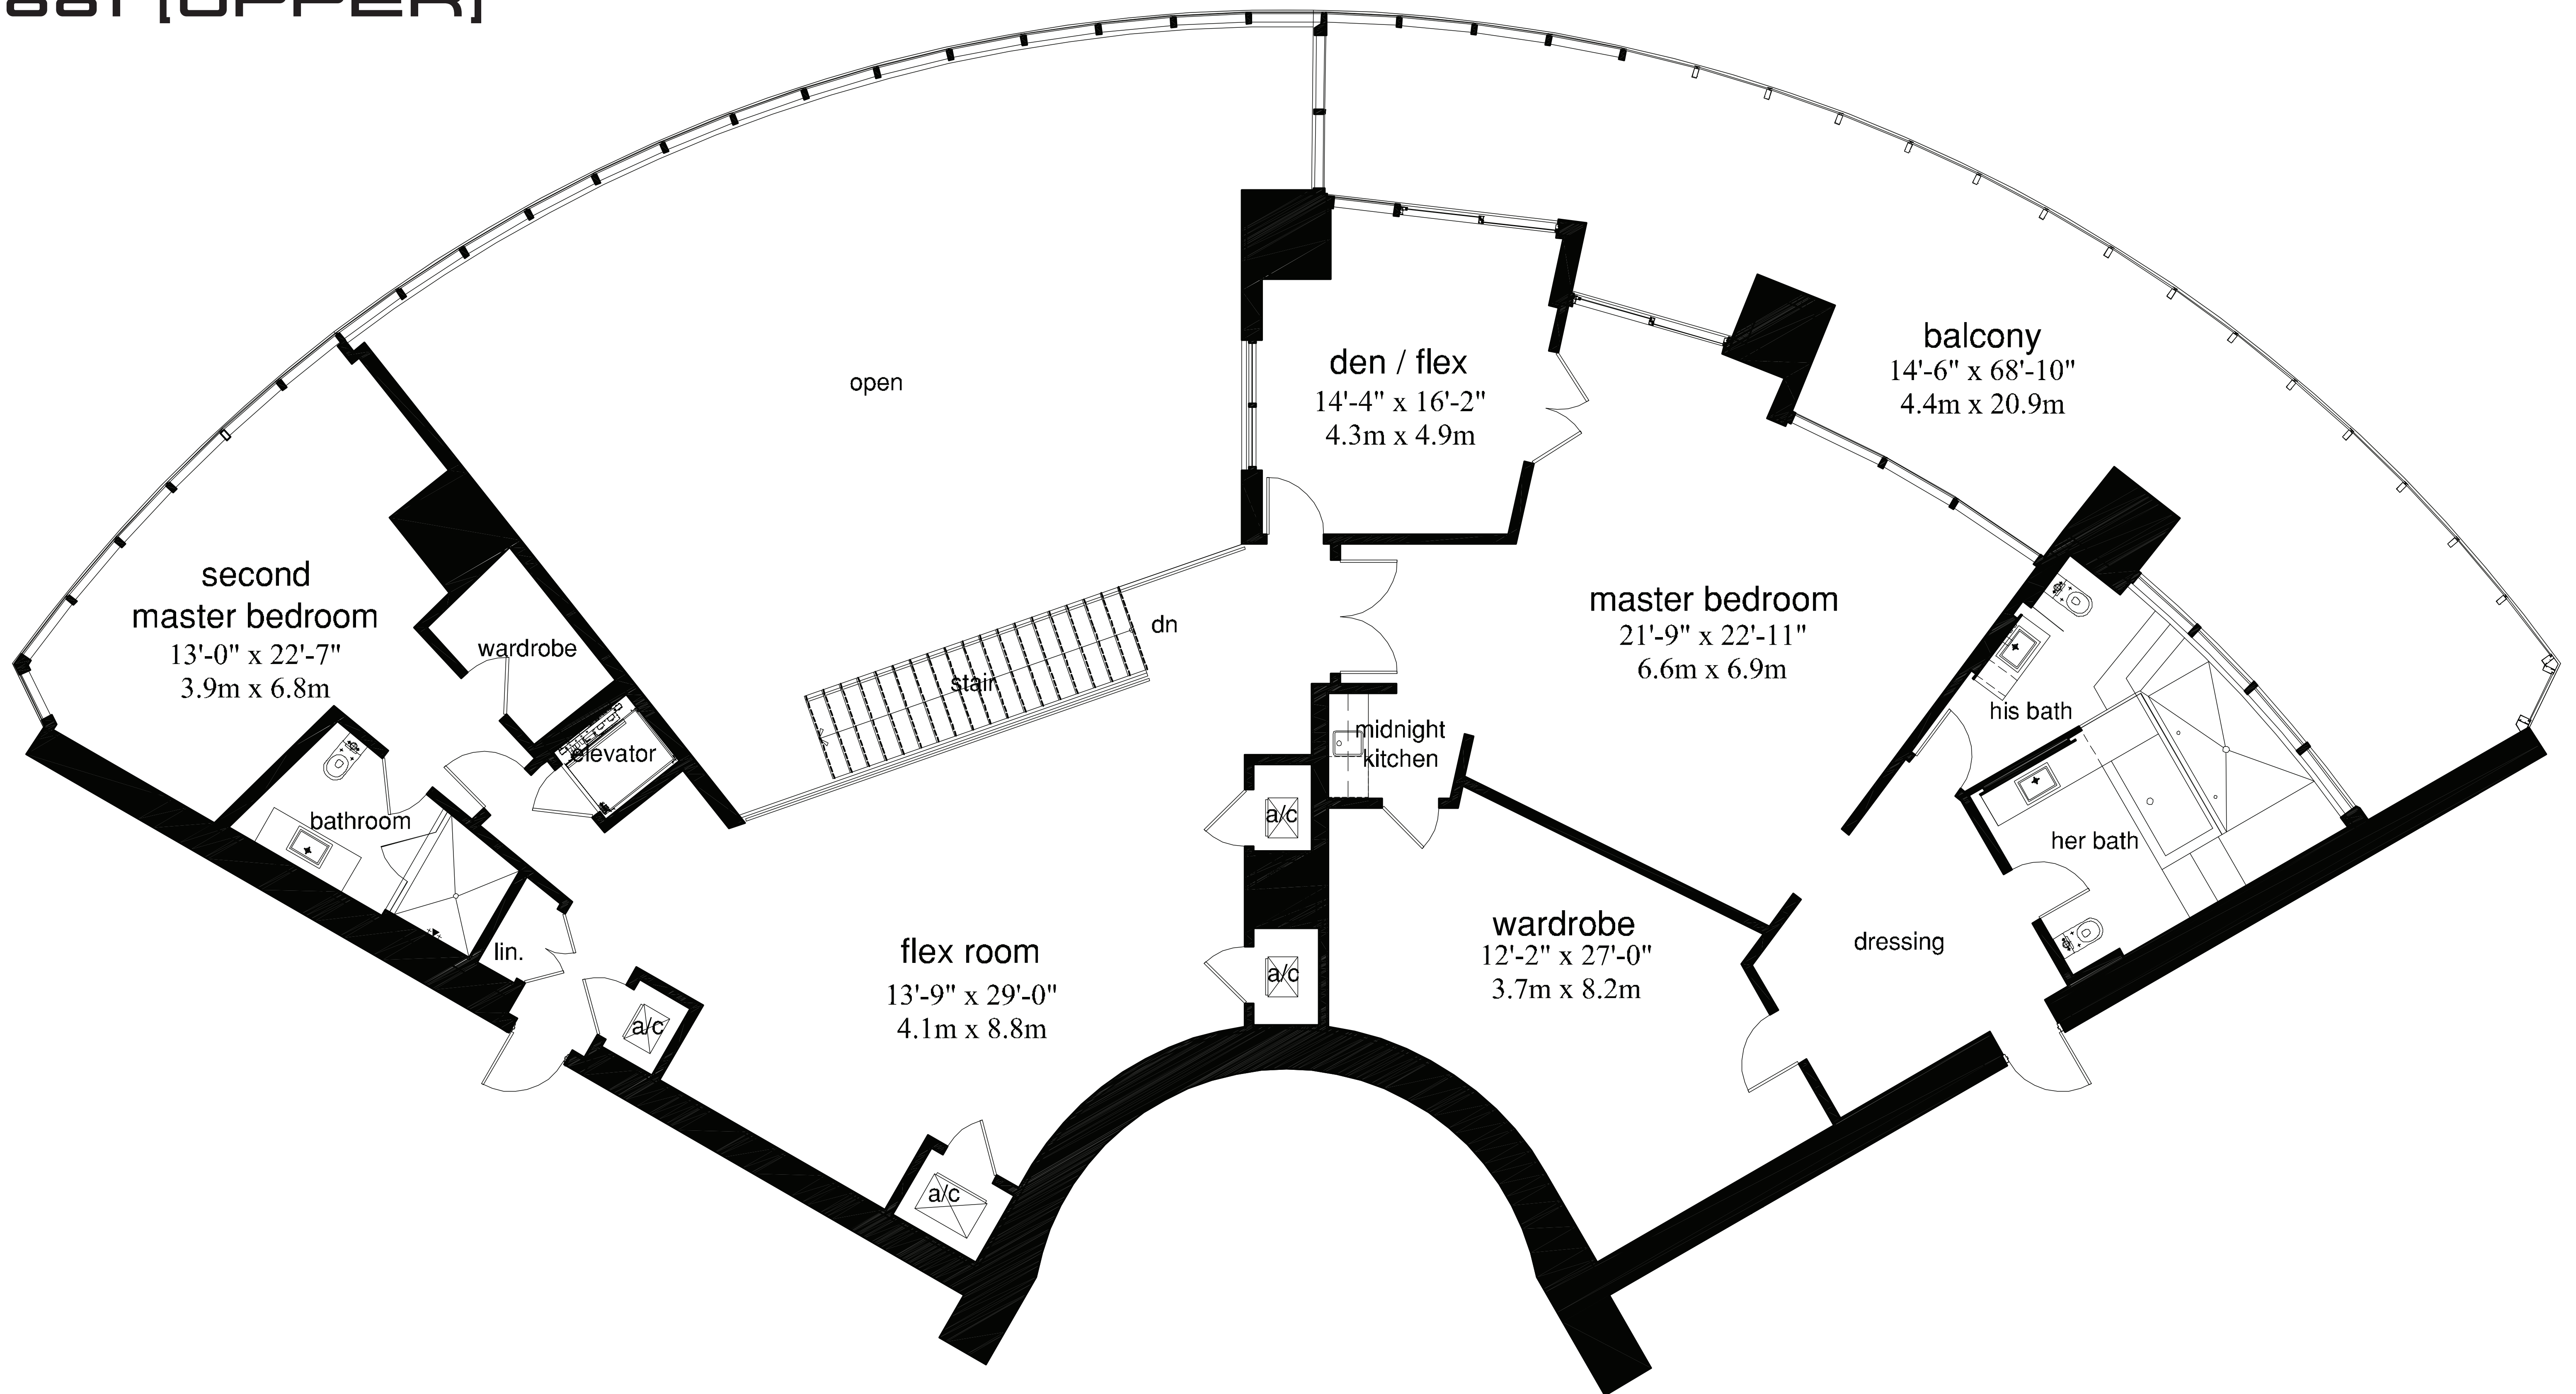 [UPPER]
open
den / flex
14'-4" x 16'-2"
4.3m x 4.9m
balcony
14'-6" x 68'-10"
4.4m x 20.9m
second
master bedroom
13'-0" x 22'-7"
3.9m x 6.8m
wardrobe
elevator
stair
dn
master bedroom
21'-9" x 22'-11"
6.6m x 6.9m
midnight
kitchen
his bath
her bath
bathroom
lin.
a/c
flex room
13'-9" x 29'-0"
4.1m x 8.8m
a/c
a/c
a/c
wardrobe
12'-2" x 27'-0"
3.7m x 8.2m
dressing